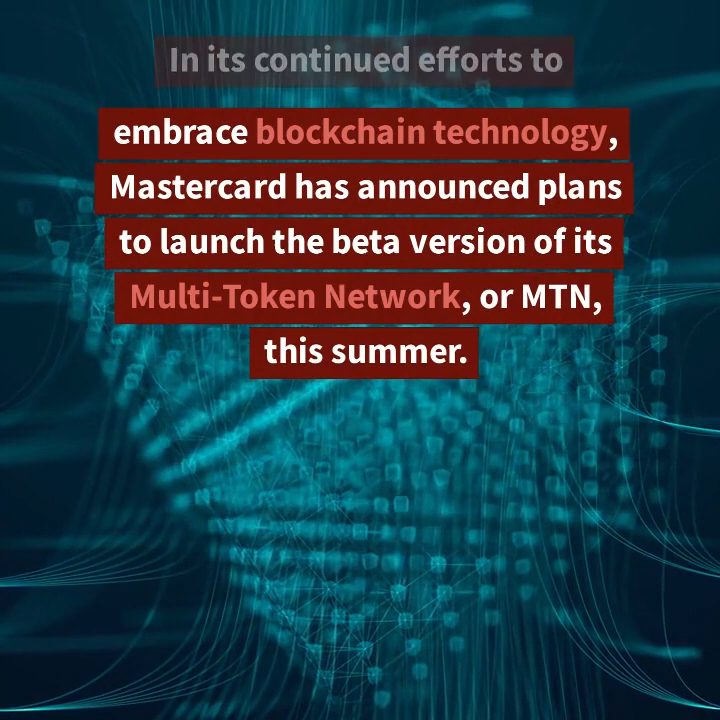 In its continued efforts to
embrace blockchain technology,
Mastercard has announced plans
to launch the beta version of its
Multi-Token Network, or MTN,
this summer.